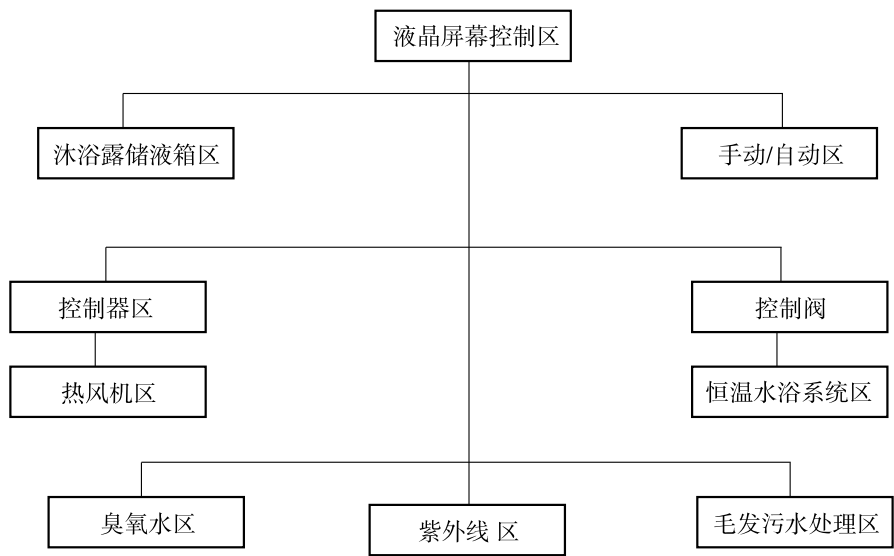 液晶屏幕控制区
沐浴露储液箱区
手动/自动区
控制器区
控制阀
热风机区
恒温水浴系统区
臭氧水区
紫外线 区
毛发污水处理区